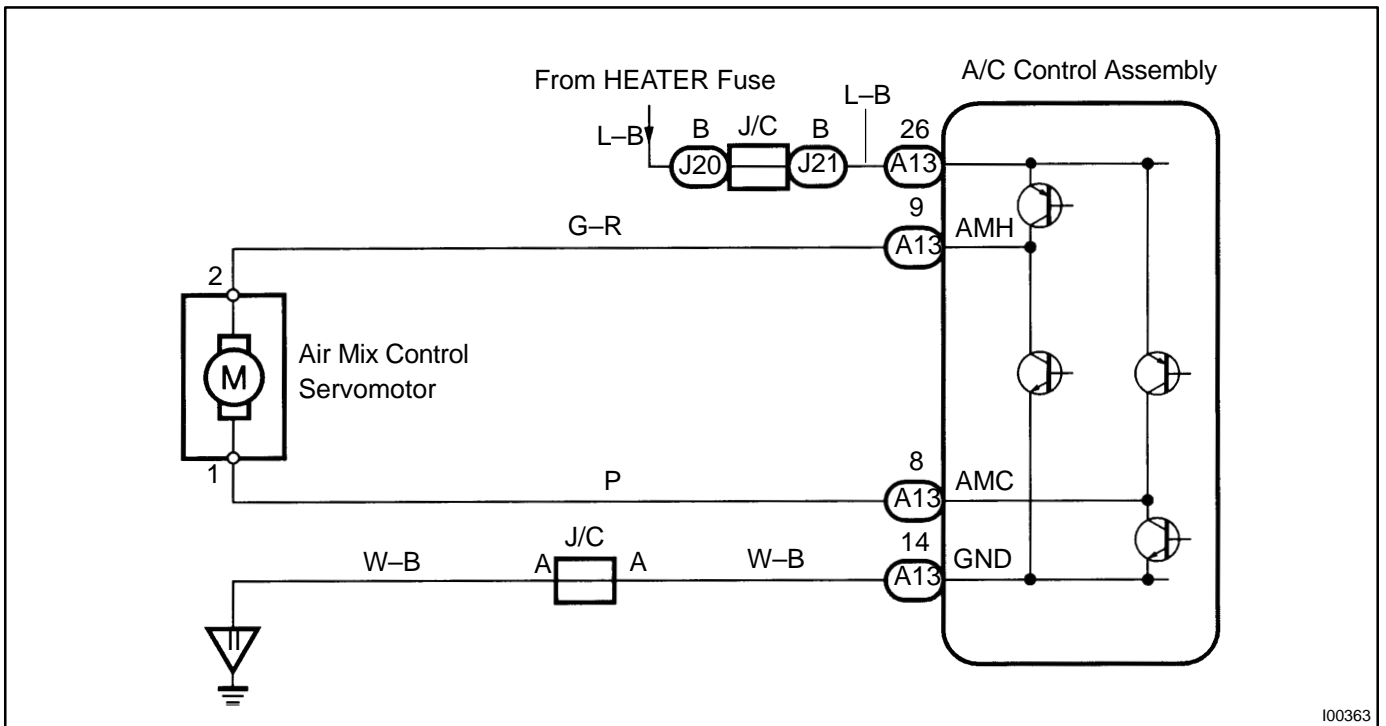 A/C Control Assembly
From HEATER Fuse
L–B
L–B
B
J/C
B
26
J20
J21
A13
9
G–R
A13
AMH
2
M
Air Mix Control
Servomotor
1
8
P
A13
AMC
J/C
14
W–B
A
A
W–B
A13
GND
II
I00363